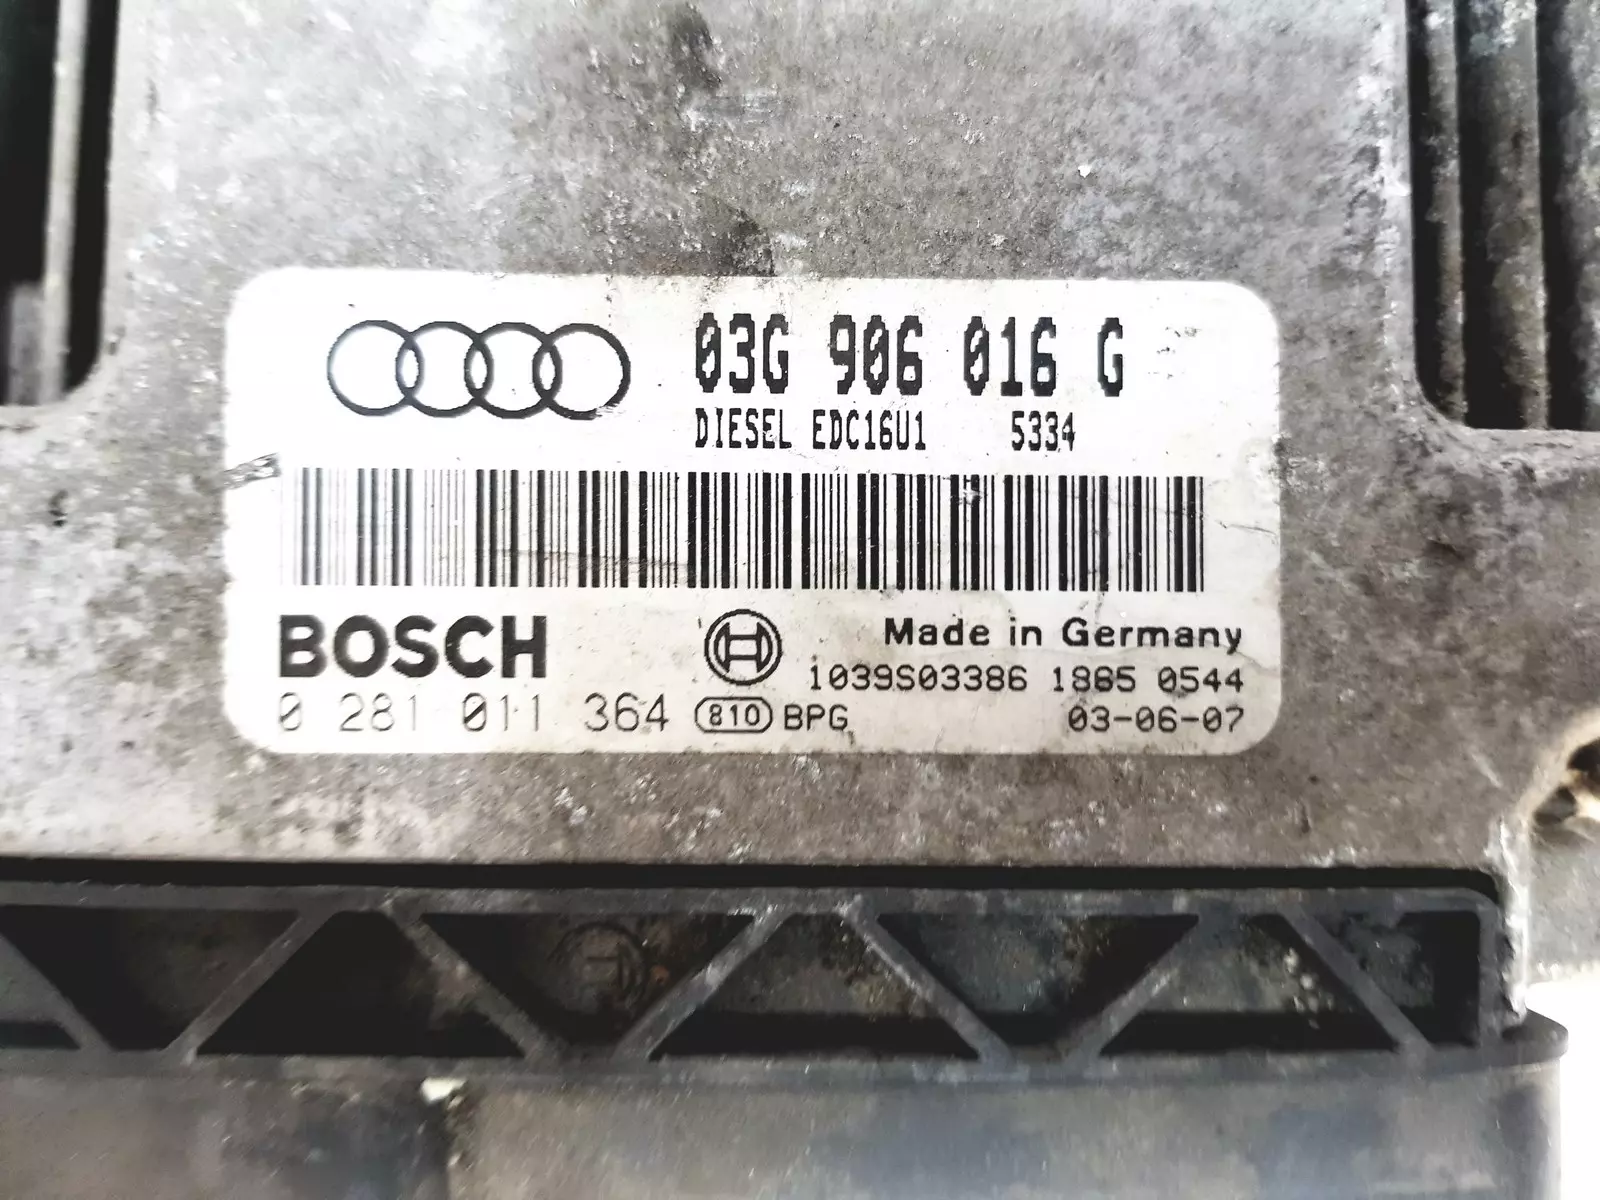 03G 906 016 G
DIESEL EDC16U1 5334
BOSCH
Made in Germany
1039S03386 1865 0544
0 281 011 364 810 BPG 03-06-07